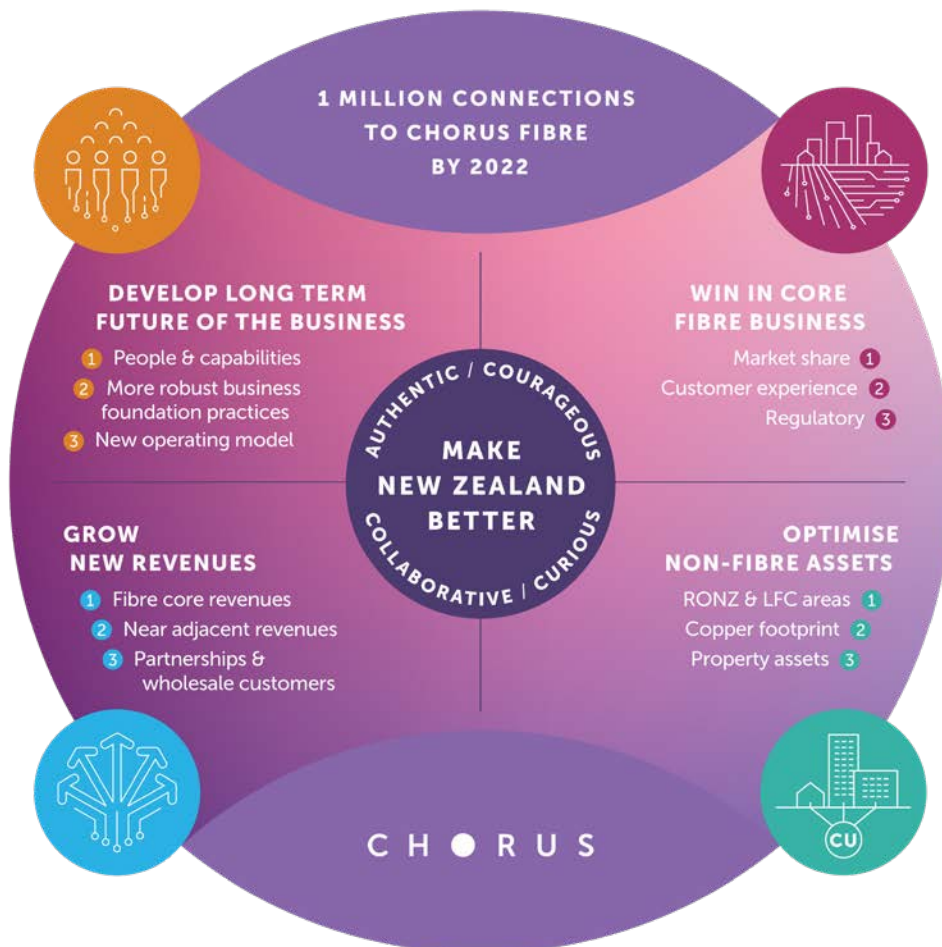 1 MILLION CONNECTIONS
TO CHORUS FIBRE
BY 2022
DEVELOP LONG TERM
FUTURE OF THE BUSINESS
1 People & capabilities
2 More robust business
foundation practices
3 New operating model
WIN IN CORE
FIBRE BUSINESS
Market share 1
Customer experience 2
Regulatory 3
AUTHENTIC / COURAGEOUS
MAKE
NEW ZEALAND
BETTER
COLLABORATIVE / CURIOUS
GROW
NEW REVENUES
1 Fibre core revenues
2 Near adjacent revenues
3 Partnerships &
wholesale customers
OPTIMISE
NON-FIBRE ASSETS
RONZ & LFC areas 1
Copper footprint 2
Property assets 3
CU
CHORUS